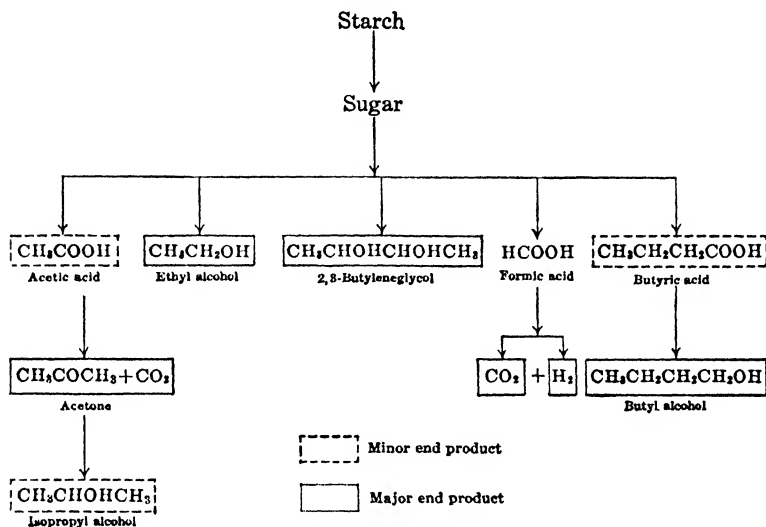 Starch
Sugar
CH₃COOH CH₃CH₂OH CH₃CHOHCHOHCH₃ HCOOH CH₃CH₂CH₂COOH
Acetic acid Ethyl alcohol 2,3-Butyleneglycol Formic acid Butyric acid
CH₃COCH₃+CO₂ CO₂ + H₂ CH₃CH₂CH₂CH₂OH
Acetone Butyl alcohol
Minor end product
CH₃CHOHCH₃ Major end product
Isopropyl alcohol